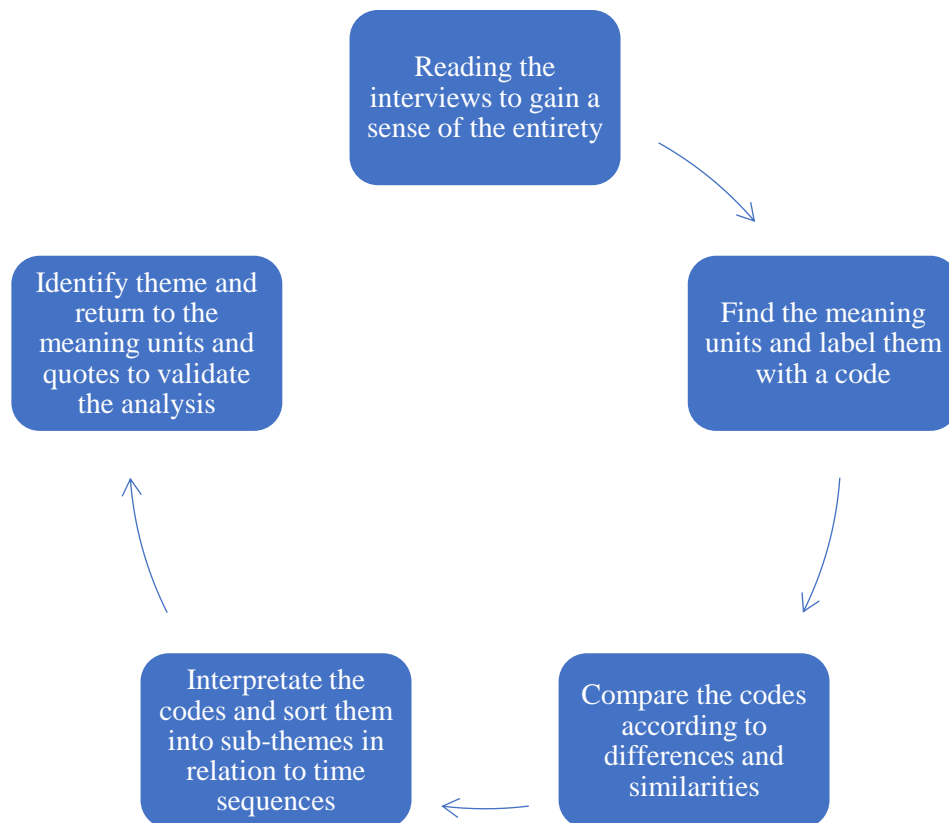 Reading the
interviews to gain a
sense of the entirety
Find the meaning
units and label them
with a code
Compare the codes
according to
differences and
similarities
Interpretate the
codes and sort them
into sub-themes in
relation to time
sequences
Identify theme and
return to the
meaning units and
quotes to validate
the analysis